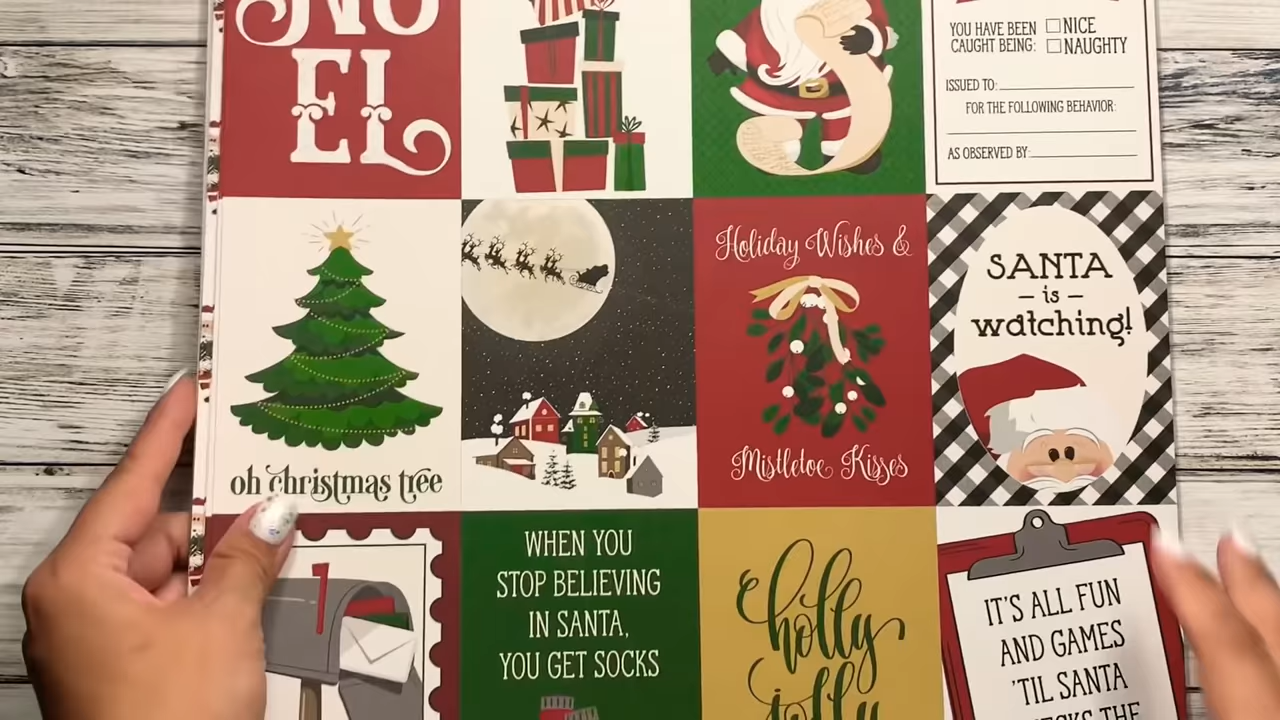 NO
EL
YOU HAVE BEEN
CAUGHT BEING:
NICE
NAUGHTY
ISSUED TO:
FOR THE FOLLOWING BEHAVIOR:
AS OBSERVED BY:
oh christmas tree
Holiday Wishes &
Mistletoe Kisses
SANTA
– is –
watching!
WHEN YOU
STOP BELIEVING
IN SANTA,
YOU GET SOCKS
holly
jolly
IT'S ALL FUN
AND GAMES
'TIL SANTA
THE